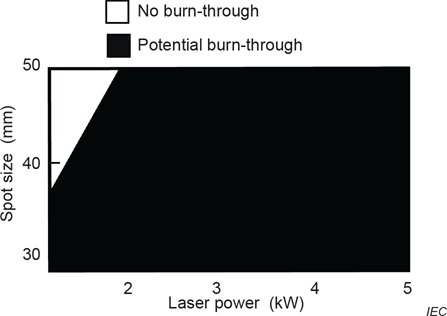 No burn-through
Potential burn-through
50
40
30
Spot size (mm)
2 3 4 5
Laser power (kW)
IEC